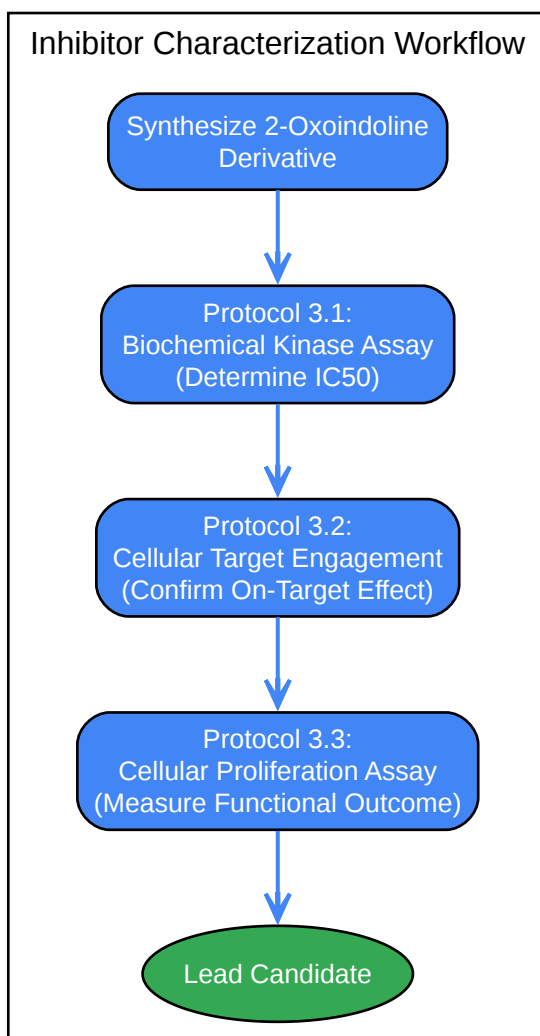 Inhibitor Characterization Workflow
Synthesize 2-Oxoindoline
Derivative
Protocol 3.1:
Biochemical Kinase Assay
(Determine IC50)
Protocol 3.2:
Cellular Target Engagement
(Confirm On-Target Effect)
Protocol 3.3:
Cellular Proliferation Assay
(Measure Functional Outcome)
Lead Candidate